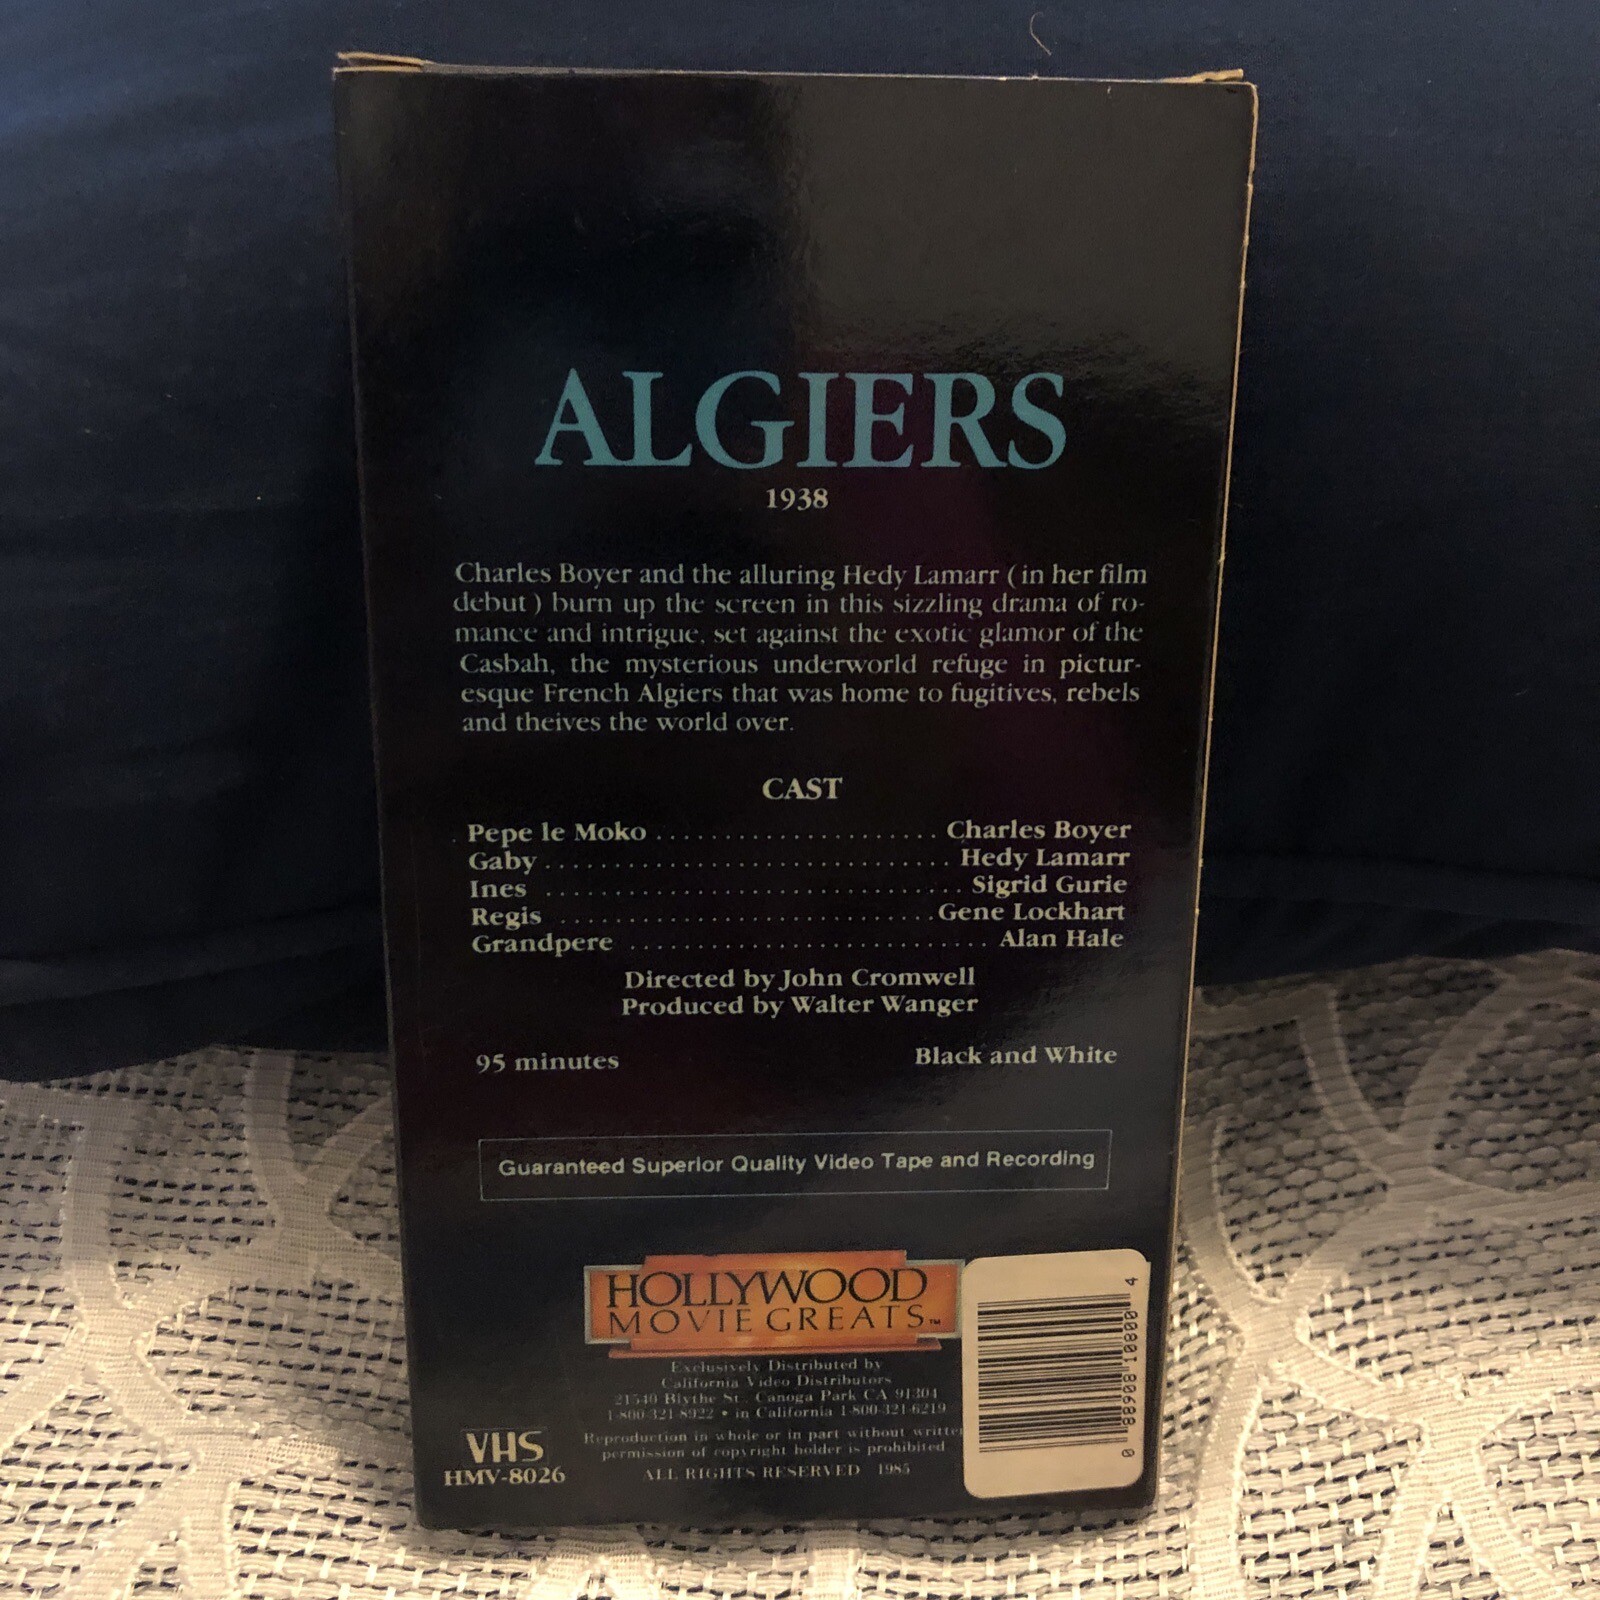 ALGIERS
1938
Charles Boyer and the alluring Hedy Lamarr (in her film
debut) burn up the screen in this sizzling drama of ro-
mance and intrigue, set against the exotic glamor of the
Casbah, the mysterious underworld refuge in pictur-
esque French Algiers that was home to fugitives, rebels
and theives the world over.
CAST
Pepe le Moko . . . . . . . . . . . . . . . . . . . . . Charles Boyer
Gaby . . . . . . . . . . . . . . . . . . . . . . . . . . . . . . Hedy Lamarr
Ines . . . . . . . . . . . . . . . . . . . . . . . . . . . . . . . Sigrid Gurie
Regis . . . . . . . . . . . . . . . . . . . . . . . . . . . . Gene Lockhart
Grandpere . . . . . . . . . . . . . . . . . . . . . . . . . . . Alan Hale
Directed by John Cromwell
Produced by Walter Wanger
95 minutes Black and White
Guaranteed Superior Quality Video Tape and Recording
HOLLYWOOD
MOVIE GREATS™
Exclusively Distributed by
California Video Distributors
21540 Blythe St. Canoga Park CA 91304
1-800-321-8922 • in California 1-800-321-6219
Reproduction in whole or in part without writte
permission of copyright holder is prohibited
ALL RIGHTS RESERVED 1985
VHS
HMV-8026
0 88908 10800 4